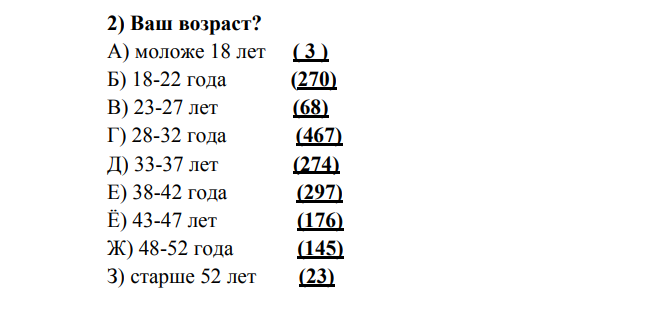 2) Ваш возраст?
А) моложе 18 лет ( 3 )
Б) 18-22 года (270)
В) 23-27 лет (68)
Г) 28-32 года (467)
Д) 33-37 лет (274)
Е) 38-42 года (297)
Ё) 43-47 лет (176)
Ж) 48-52 года (145)
З) старше 52 лет (23)